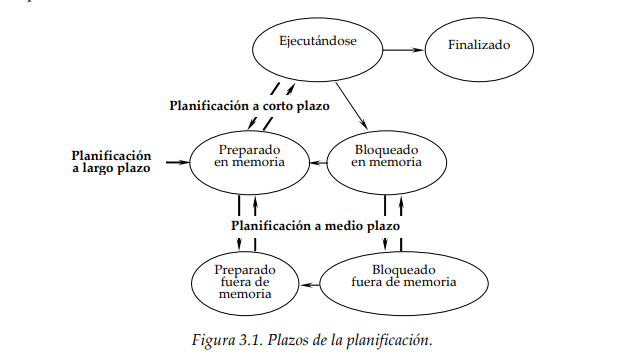 Ejecutándose
Finalizado
Planificación a corto plazo
Planificación
a largo plazo
Preparado
en memoria
Bloqueado
en memoria
Planificación a medio plazo
Preparado
fuera de
memoria
Bloqueado
fuera de memoria
Figura 3.1. Plazos de la planificación.